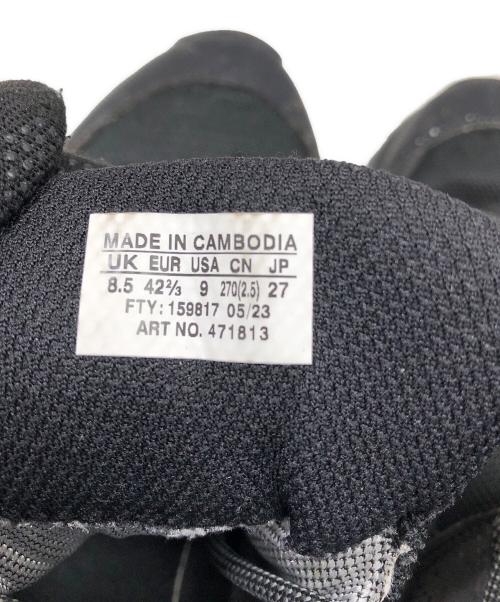 MADE IN CAMBODIA
UK EUR USA CN JP
8.5 42⅔ 9 270(2.5) 27
FTY: 159817 05/23
ART NO. 471813